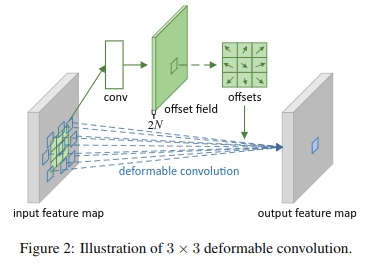 conv
offset field
offsets
2N
deformable convolution
input feature map
output feature map
Figure 2: Illustration of 3 × 3 deformable convolution.